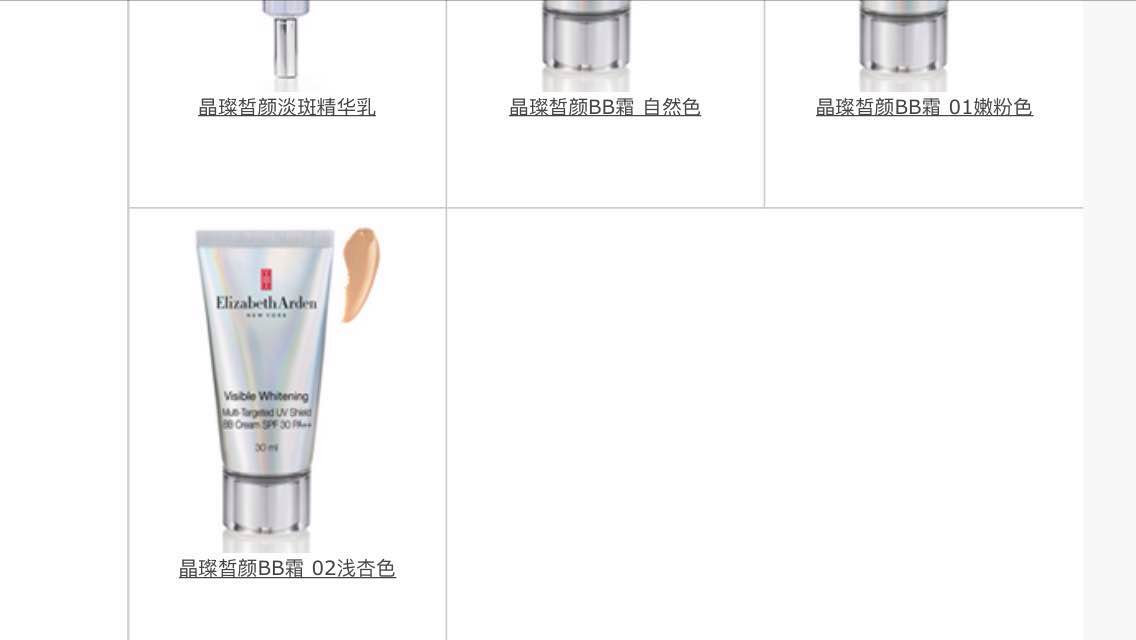 晶璨皙颜淡斑精华乳
晶璨皙颜BB霜 自然色
晶璨皙颜BB霜 01嫩粉色
Elizabeth Arden
NEW YORK
Visible Whitening
Multi-Targeted UV Shield
BB Cream SPF 30 PA++
30 ml
晶璨皙颜BB霜 02浅杏色